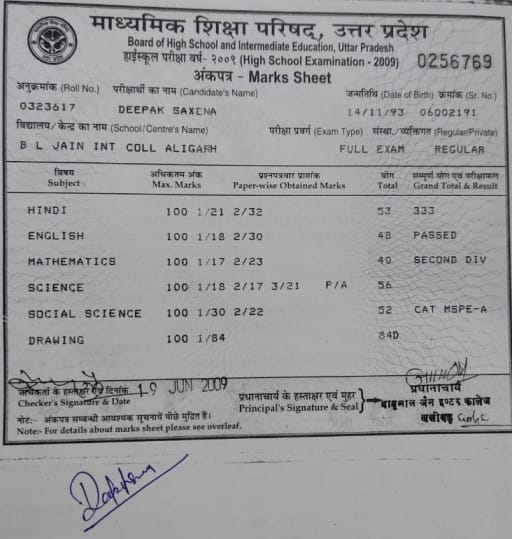 माध्यमिक शिक्षा परिषद्, उत्तर प्रदेश
Board of High School and Intermediate Education, Uttar Pradesh
हाईस्कूल परीक्षा वर्ष- २००९ (High School Examination - 2009) 0256769
अंकपत्र - Marks Sheet
अनुक्रमांक (Roll No.) परीक्षार्थी का नाम (Candidate's Name) जन्मतिथि (Date of Birth) क्रमांक (Sr. No.)
0323617 DEEPAK SAXENA 14/11/93 06002191
विद्यालय/केन्द्र का नाम (School/Centre's Name) परीक्षा प्रवर्ग (Exam Type) संस्था./व्यक्तिगत (Regular/Private)
B L JAIN INT COLL ALIGARH FULL EXAM REGULAR
विषय अधिकतम अंक प्रश्नपत्रवार प्राप्तांक योग सम्पूर्ण योग एवं परीक्षाफल
Subject Max. Marks Paper-wise Obtained Marks Total Grand Total & Result
HINDI 100 1/21 2/32 53 333
ENGLISH 100 1/18 2/30 48 PASSED
MATHEMATICS 100 1/17 2/23 40 SECOND DIV
SCIENCE 100 1/18 2/17 3/21 P/A 56
SOCIAL SCIENCE 100 1/30 2/22 52 CAT MSPE-A
DRAWING 100 1/84 84D
के हस्ताक्षर एवं दिनांक 19 JUN 2009
Checker's Signature & Date
प्रधानाचार्य के हस्ताक्षर एवं मुहर
Principal's Signature & Seal
प्रधानाचार्य
बाबूलाल जैन इण्टर कालेज
अलीगढ़
नोट:- अंकपत्र सम्बन्धी आवश्यक सूचनायें पीछे मुद्रित हैं।
Note:- For details about marks sheet please see overleaf.